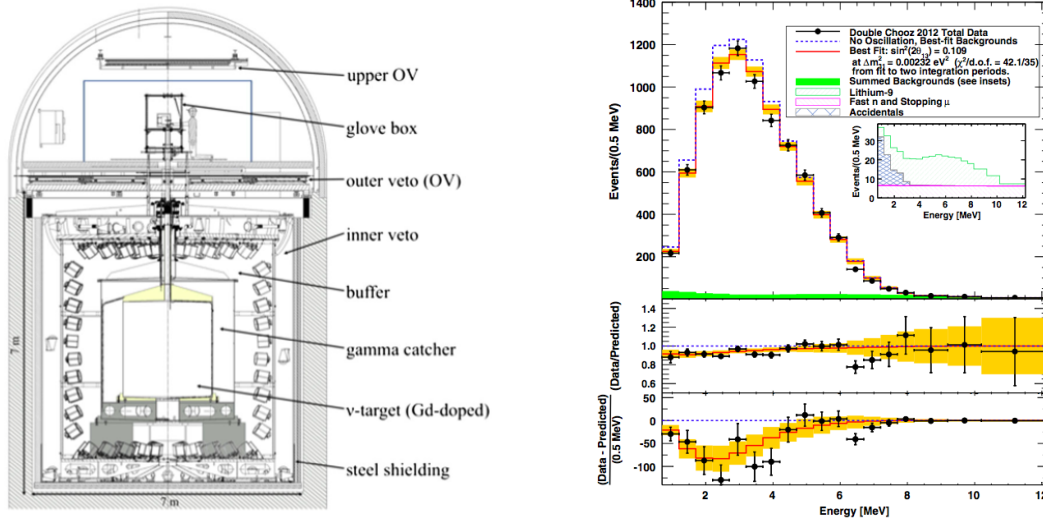 upper OV
glove box
outer veto (OV)
inner veto
buffer
gamma catcher
ν-target (Gd-doped)
steel shielding
7 m
7 m
Events/(0.5 MeV)
1400
1200
1000
800
600
400
200
Double Chooz 2012 Total Data
No Oscillation, Best-fit Backgrounds
Best Fit: sin²(2θ₁₃) = 0.109
at Δm²₃₁ = 0.00232 eV² (χ²/d.o.f. = 42.1/35)
from fit to two integration periods.
Summed Backgrounds (see insets)
Lithium-9
Fast n and Stopping μ
Accidentals
Events/(0.5 MeV)
30
20
10
0
2 4 6 8 10 12
Energy [MeV]
(Data/Predicted)
1.4
1.2
1.0
0.8
0.6
(Data - Predicted)
(0.5 MeV)
50
0
-50
-100
2 4 6 8 10 12
Energy [MeV]